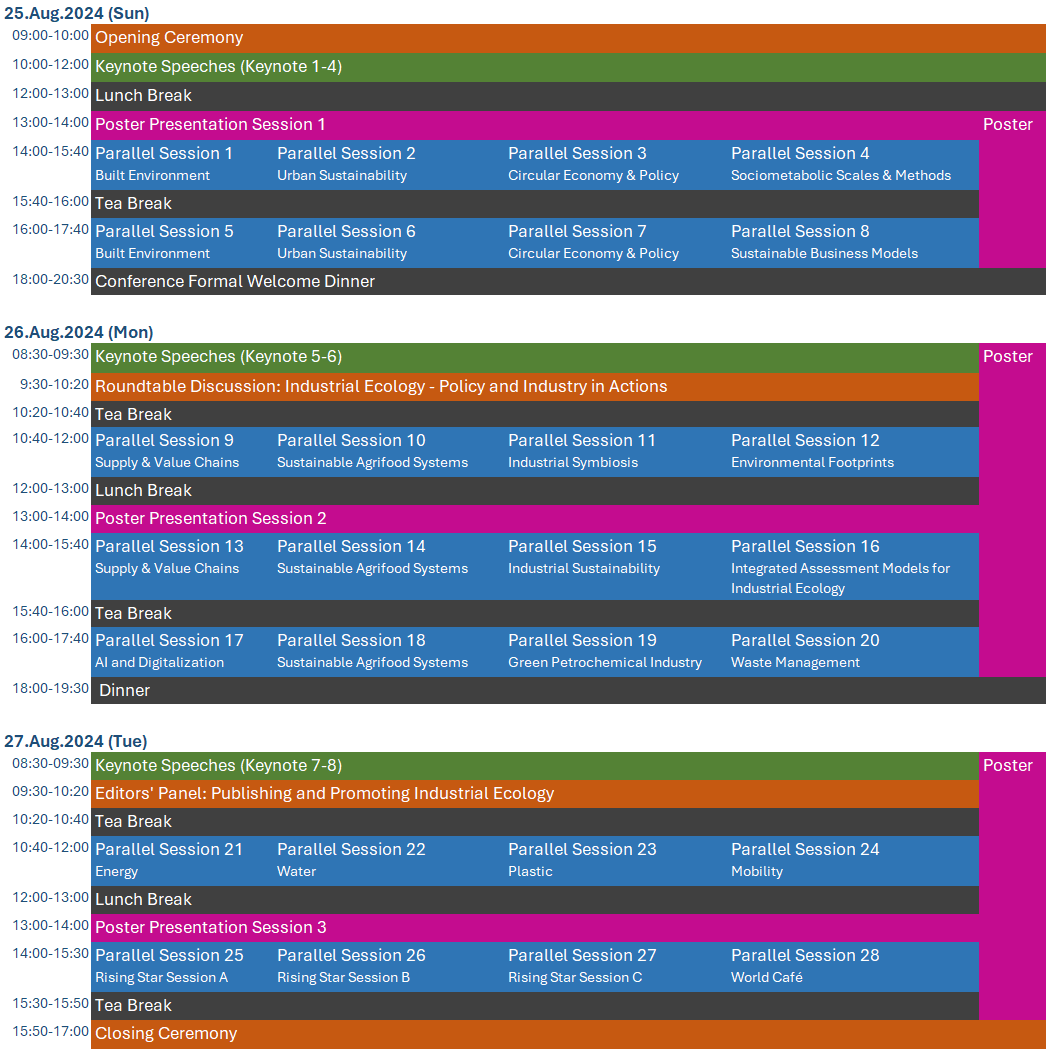 25.Aug.2024 (Sun)
09:00-10:00 Opening Ceremony
10:00-12:00 Keynote Speeches (Keynote 1-4)
12:00-13:00 Lunch Break
13:00-14:00 Poster Presentation Session 1 Poster
14:00-15:40 Parallel Session 1 Parallel Session 2 Parallel Session 3 Parallel Session 4
Built Environment Urban Sustainability Circular Economy & Policy Sociometabolic Scales & Methods
15:40-16:00 Tea Break
16:00-17:40 Parallel Session 5 Parallel Session 6 Parallel Session 7 Parallel Session 8
Built Environment Urban Sustainability Circular Economy & Policy Sustainable Business Models
18:00-20:30 Conference Formal Welcome Dinner
26.Aug.2024 (Mon)
08:30-09:30 Keynote Speeches (Keynote 5-6) Poster
9:30-10:20 Roundtable Discussion: Industrial Ecology - Policy and Industry in Actions
10:20-10:40 Tea Break
10:40-12:00 Parallel Session 9 Parallel Session 10 Parallel Session 11 Parallel Session 12
Supply & Value Chains Sustainable Agrifood Systems Industrial Symbiosis Environmental Footprints
12:00-13:00 Lunch Break
13:00-14:00 Poster Presentation Session 2
14:00-15:40 Parallel Session 13 Parallel Session 14 Parallel Session 15 Parallel Session 16
Supply & Value Chains Sustainable Agrifood Systems Industrial Sustainability Integrated Assessment Models for
Industrial Ecology
15:40-16:00 Tea Break
16:00-17:40 Parallel Session 17 Parallel Session 18 Parallel Session 19 Parallel Session 20
AI and Digitalization Sustainable Agrifood Systems Green Petrochemical Industry Waste Management
18:00-19:30 Dinner
27.Aug.2024 (Tue)
08:30-09:30 Keynote Speeches (Keynote 7-8) Poster
09:30-10:20 Editors' Panel: Publishing and Promoting Industrial Ecology
10:20-10:40 Tea Break
10:40-12:00 Parallel Session 21 Parallel Session 22 Parallel Session 23 Parallel Session 24
Energy Water Plastic Mobility
12:00-13:00 Lunch Break
13:00-14:00 Poster Presentation Session 3
14:00-15:30 Parallel Session 25 Parallel Session 26 Parallel Session 27 Parallel Session 28
Rising Star Session A Rising Star Session B Rising Star Session C World Café
15:30-15:50 Tea Break
15:50-17:00 Closing Ceremony